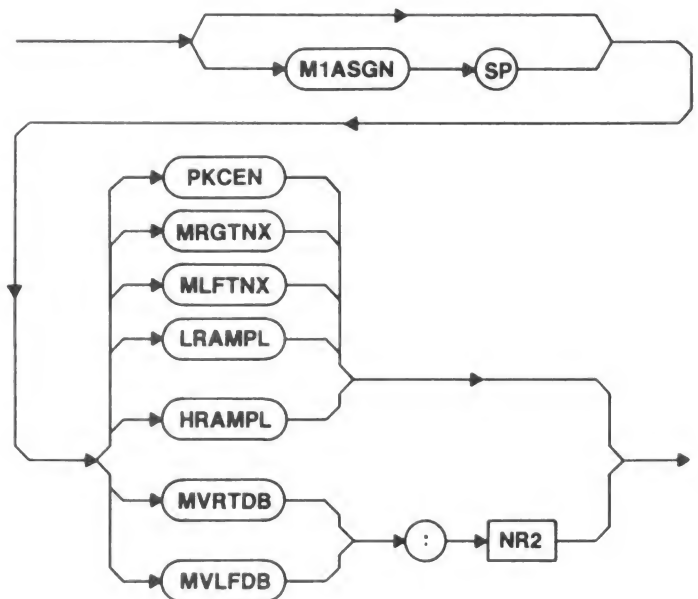 M1ASGN SP
PKCEN
MRGTNX
MLFTNX
LRAMPL
HRAMPL
MVRTDB
: NR2
MVLFDB